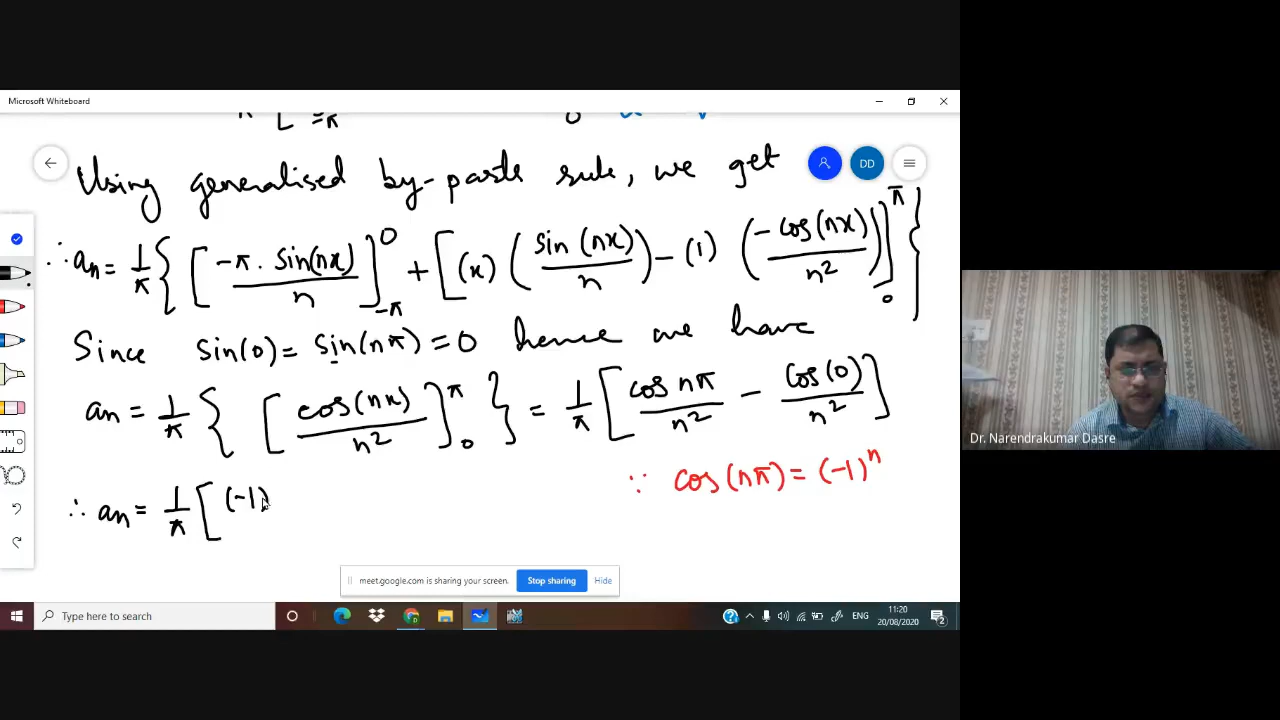 Microsoft Whiteboard
Using generalised by-parts rule, we get
DD
∴ an = 1/π { [ -π . sin(nx) / n ]_{-π}^{0} + [ (x) ( sin(nx) / n ) - (1) ( -cos(nx) / n² ) ]_{0}^{π} }
Since sin(0) = sin(nπ) = 0 hence we have
an = 1/π { [ cos(nx) / n² ]_{0}^{π} } = 1/π [ cos nπ / n² - cos(0) / n² ]
∵ cos(nπ) = (-1)^n
∴ an = 1/π [ (-1)
Dr. Narendrakumar Dasre
meet.google.com is sharing your screen. Stop sharing Hide
Type here to search
ENG
11:20
20/08/2020
2